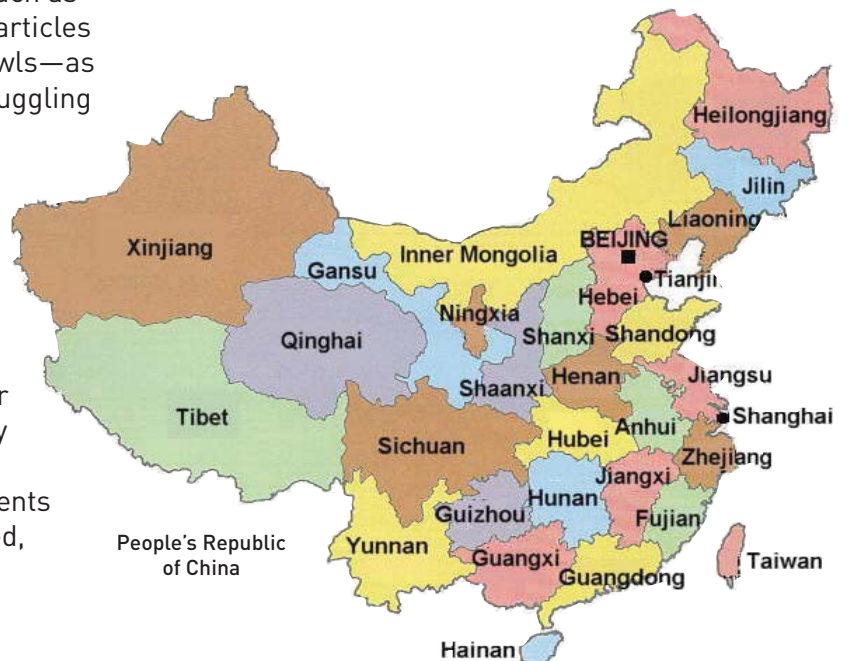 articles
wls—as
uggling
r
y
ents
d,
People's Republic
of China
Heilongjiang
Jilin
Liaoning
Xinjiang
Gansu
Inner Mongolia
BEIJING
Tianjin
Hebei
Ningxia
Qinghai
Shanxi
Shandong
Shaanxi
Henan
Jiangsu
Tibet
Sichuan
Hubei
Anhui
Shanghai
Zhejiang
Jiangxi
Hunan
Guizhou
Fujian
Yunnan
Guangxi
Guangdong
Taiwan
Hainan